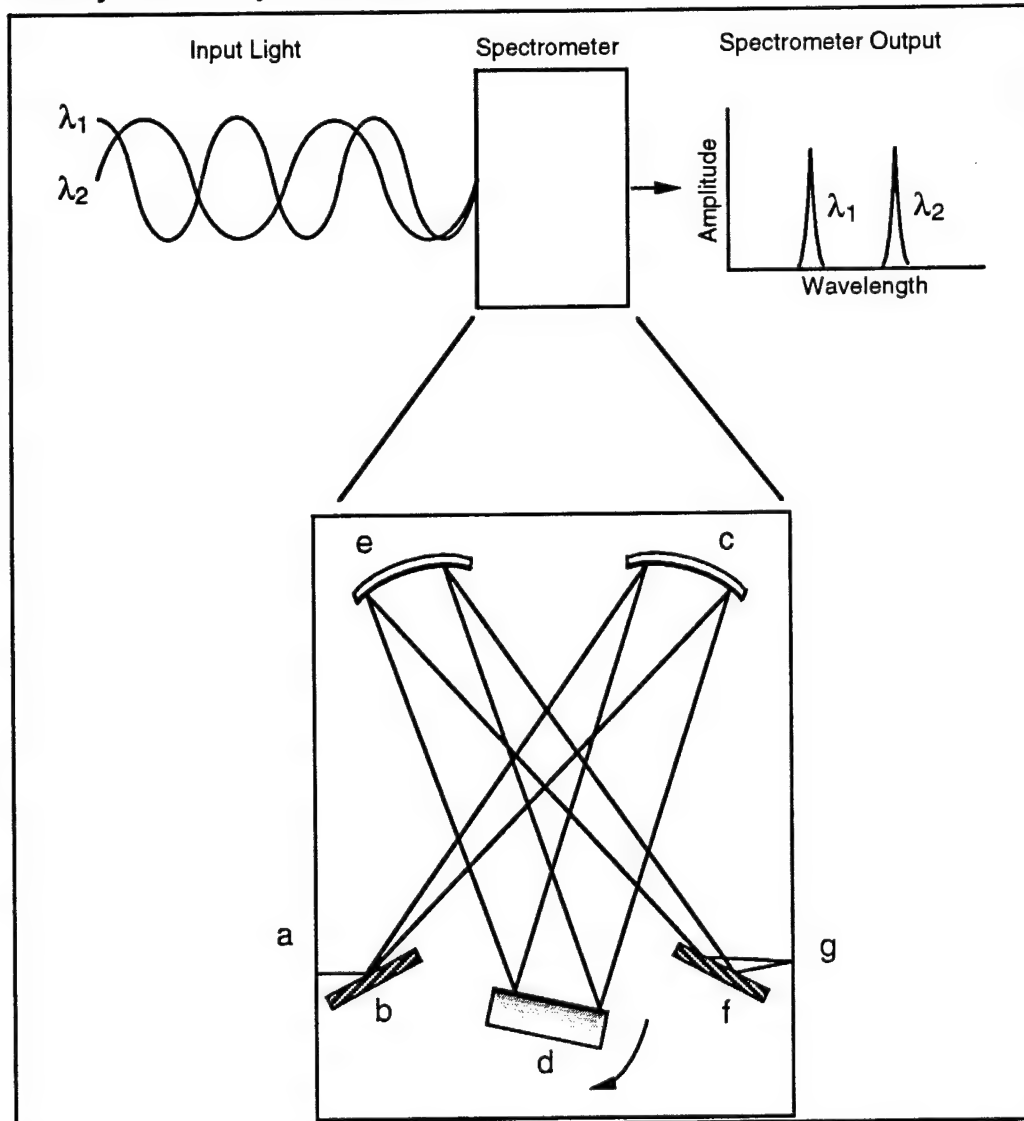 Input Light
Spectrometer
Spectrometer Output
λ1
λ2
Amplitude
λ1
λ2
Wavelength
e
c
a
g
b
f
d